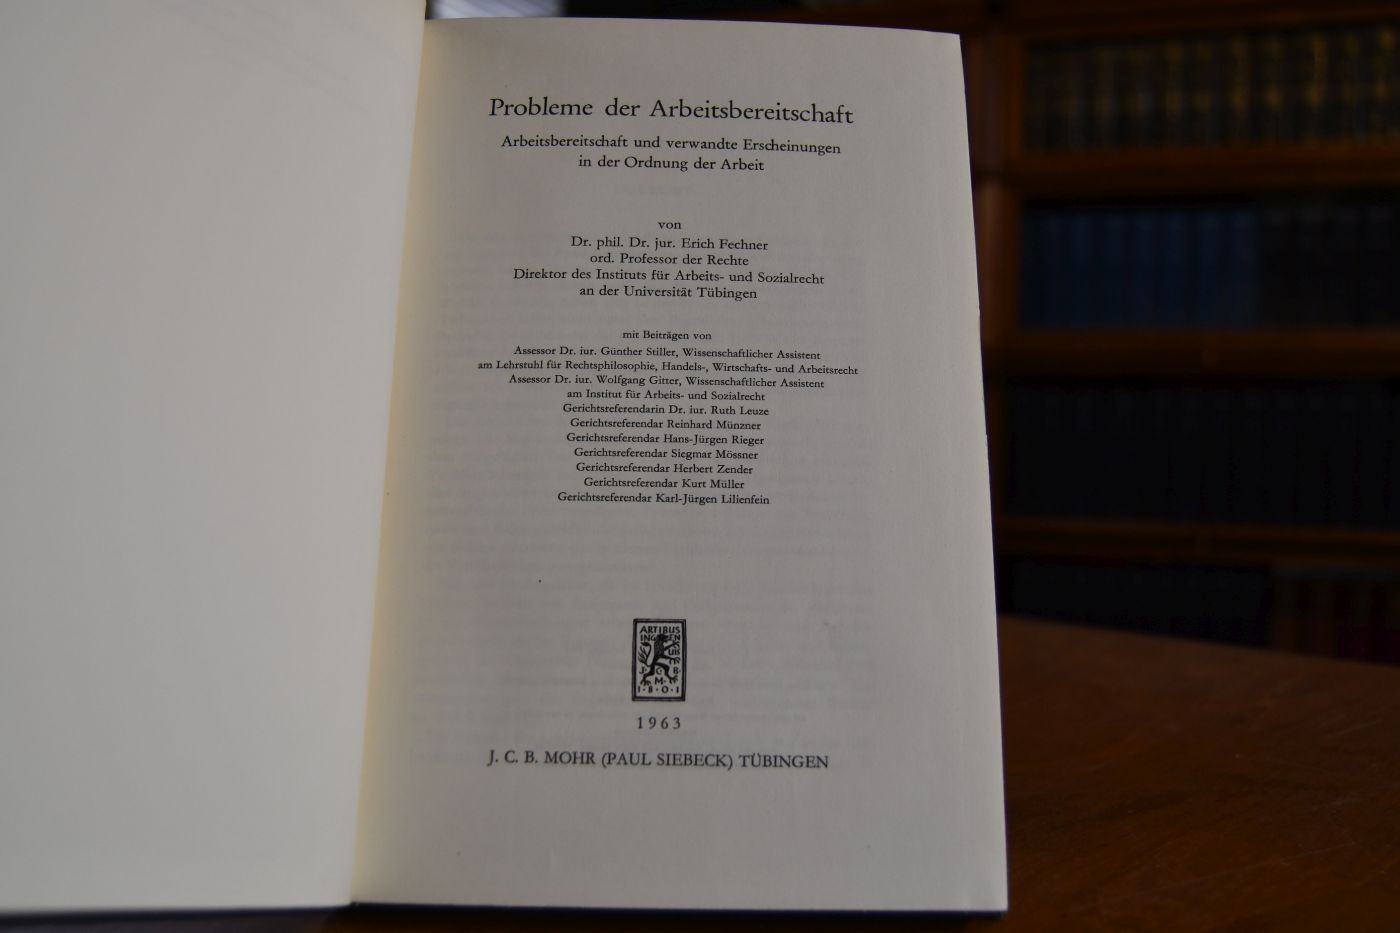 Probleme der Arbeitsbereitschaft
Arbeitsbereitschaft und verwandte Erscheinungen
in der Ordnung der Arbeit
von
Dr. phil. Dr. jur. Erich Fechner
ord. Professor der Rechte
Direktor des Instituts für Arbeits- und Sozialrecht
an der Universität Tübingen
mit Beiträgen von
Assessor Dr. iur. Günther Stiller, Wissenschaftlicher Assistent
am Lehrstuhl für Rechtsphilosophie, Handels-, Wirtschafts- und Arbeitsrecht
Assessor Dr. iur. Wolfgang Gitter, Wissenschaftlicher Assistent
am Institut für Arbeits- und Sozialrecht
Gerichtsreferendarin Dr. iur. Ruth Leuze
Gerichtsreferendar Reinhard Münzner
Gerichtsreferendar Hans-Jürgen Rieger
Gerichtsreferendar Siegmar Mössner
Gerichtsreferendar Herbert Zender
Gerichtsreferendar Kurt Müller
Gerichtsreferendar Karl-Jürgen Lilienfein
ARTIBUS
INGENUIS
J·C·B·
M·
1·8·0·1
1963
J. C. B. MOHR (PAUL SIEBECK) TÜBINGEN